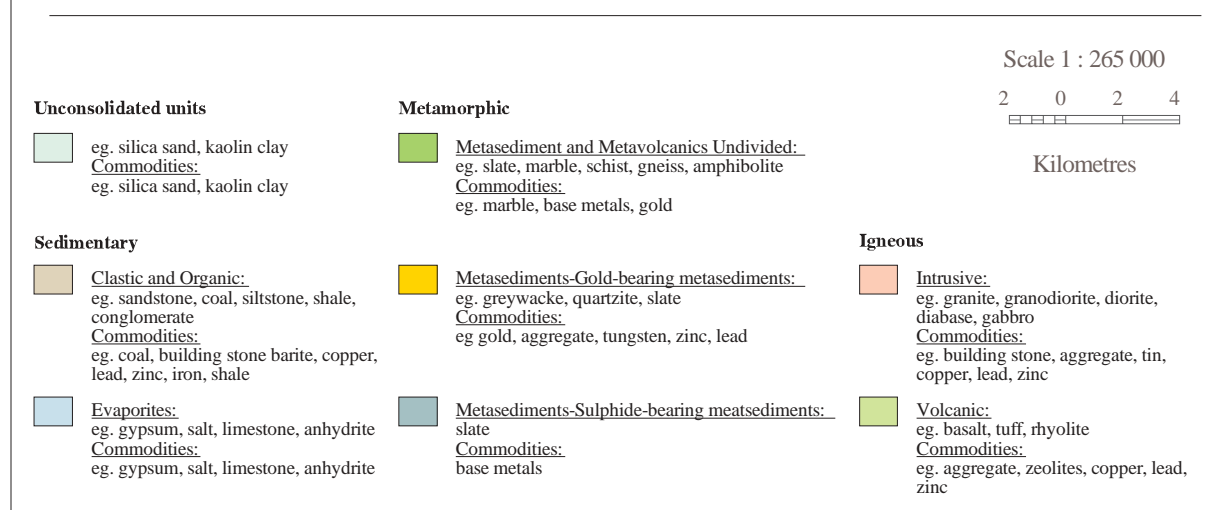 Scale 1 : 265 000
2 0 2 4
Kilometres
Unconsolidated units
eg. silica sand, kaolin clay
Commodities:
eg. silica sand, kaolin clay
Metamorphic
Metasediment and Metavolcanics Undivided:
eg. slate, marble, schist, gneiss, amphibolite
Commodities:
eg. marble, base metals, gold
Sedimentary
Clastic and Organic:
eg. sandstone, coal, siltstone, shale,
conglomerate
Commodities:
eg. coal, building stone barite, copper,
lead, zinc, iron, shale
Evaporites:
eg. gypsum, salt, limestone, anhydrite
Commodities:
eg. gypsum, salt, limestone, anhydrite
Metasediments-Gold-bearing metasediments:
eg. greywacke, quartzite, slate
Commodities:
eg gold, aggregate, tungsten, zinc, lead
Metasediments-Sulphide-bearing meatsediments:
slate
Commodities:
base metals
Igneous
Intrusive:
eg. granite, granodiorite, diorite,
diabase, gabbro
Commodities:
eg. building stone, aggregate, tin,
copper, lead, zinc
Volcanic:
eg. basalt, tuff, rhyolite
Commodities:
eg. aggregate, zeolites, copper, lead,
zinc